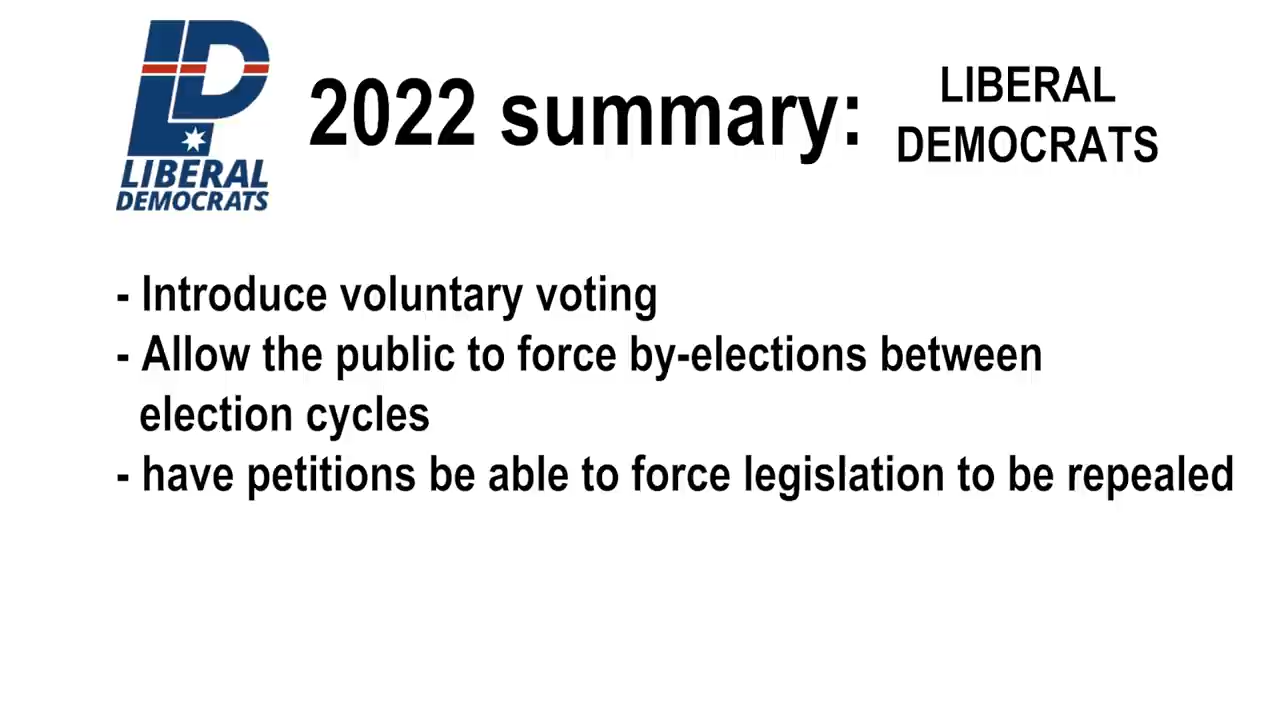 LIBERAL
DEMOCRATS
2022 summary:
LIBERAL
DEMOCRATS
- Introduce voluntary voting
- Allow the public to force by-elections between
election cycles
- have petitions be able to force legislation to be repealed